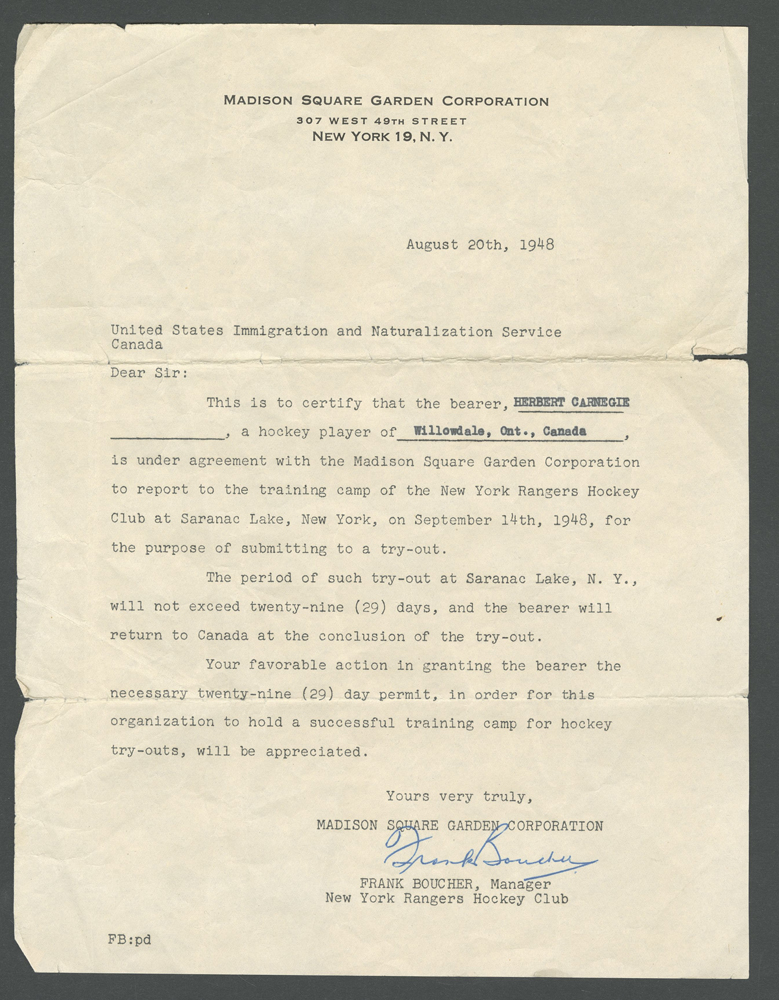 MADISON SQUARE GARDEN CORPORATION
307 WEST 49TH STREET
NEW YORK 19, N. Y.
August 20th, 1948
United States Immigration and Naturalization Service
Canada
Dear Sir:
This is to certify that the bearer, HERBERT CARNEGIE
____________, a hockey player of Willowdale, Ont., Canada,
is under agreement with the Madison Square Garden Corporation
to report to the training camp of the New York Rangers Hockey
Club at Saranac Lake, New York, on September 14th, 1948, for
the purpose of submitting to a try-out.
The period of such try-out at Saranac Lake, N. Y.,
will not exceed twenty-nine (29) days, and the bearer will
return to Canada at the conclusion of the try-out.
Your favorable action in granting the bearer the
necessary twenty-nine (29) day permit, in order for this
organization to hold a successful training camp for hockey
try-outs, will be appreciated.
Yours very truly,
MADISON SQUARE GARDEN CORPORATION
Frank Boucher
FRANK BOUCHER, Manager
New York Rangers Hockey Club
FB:pd